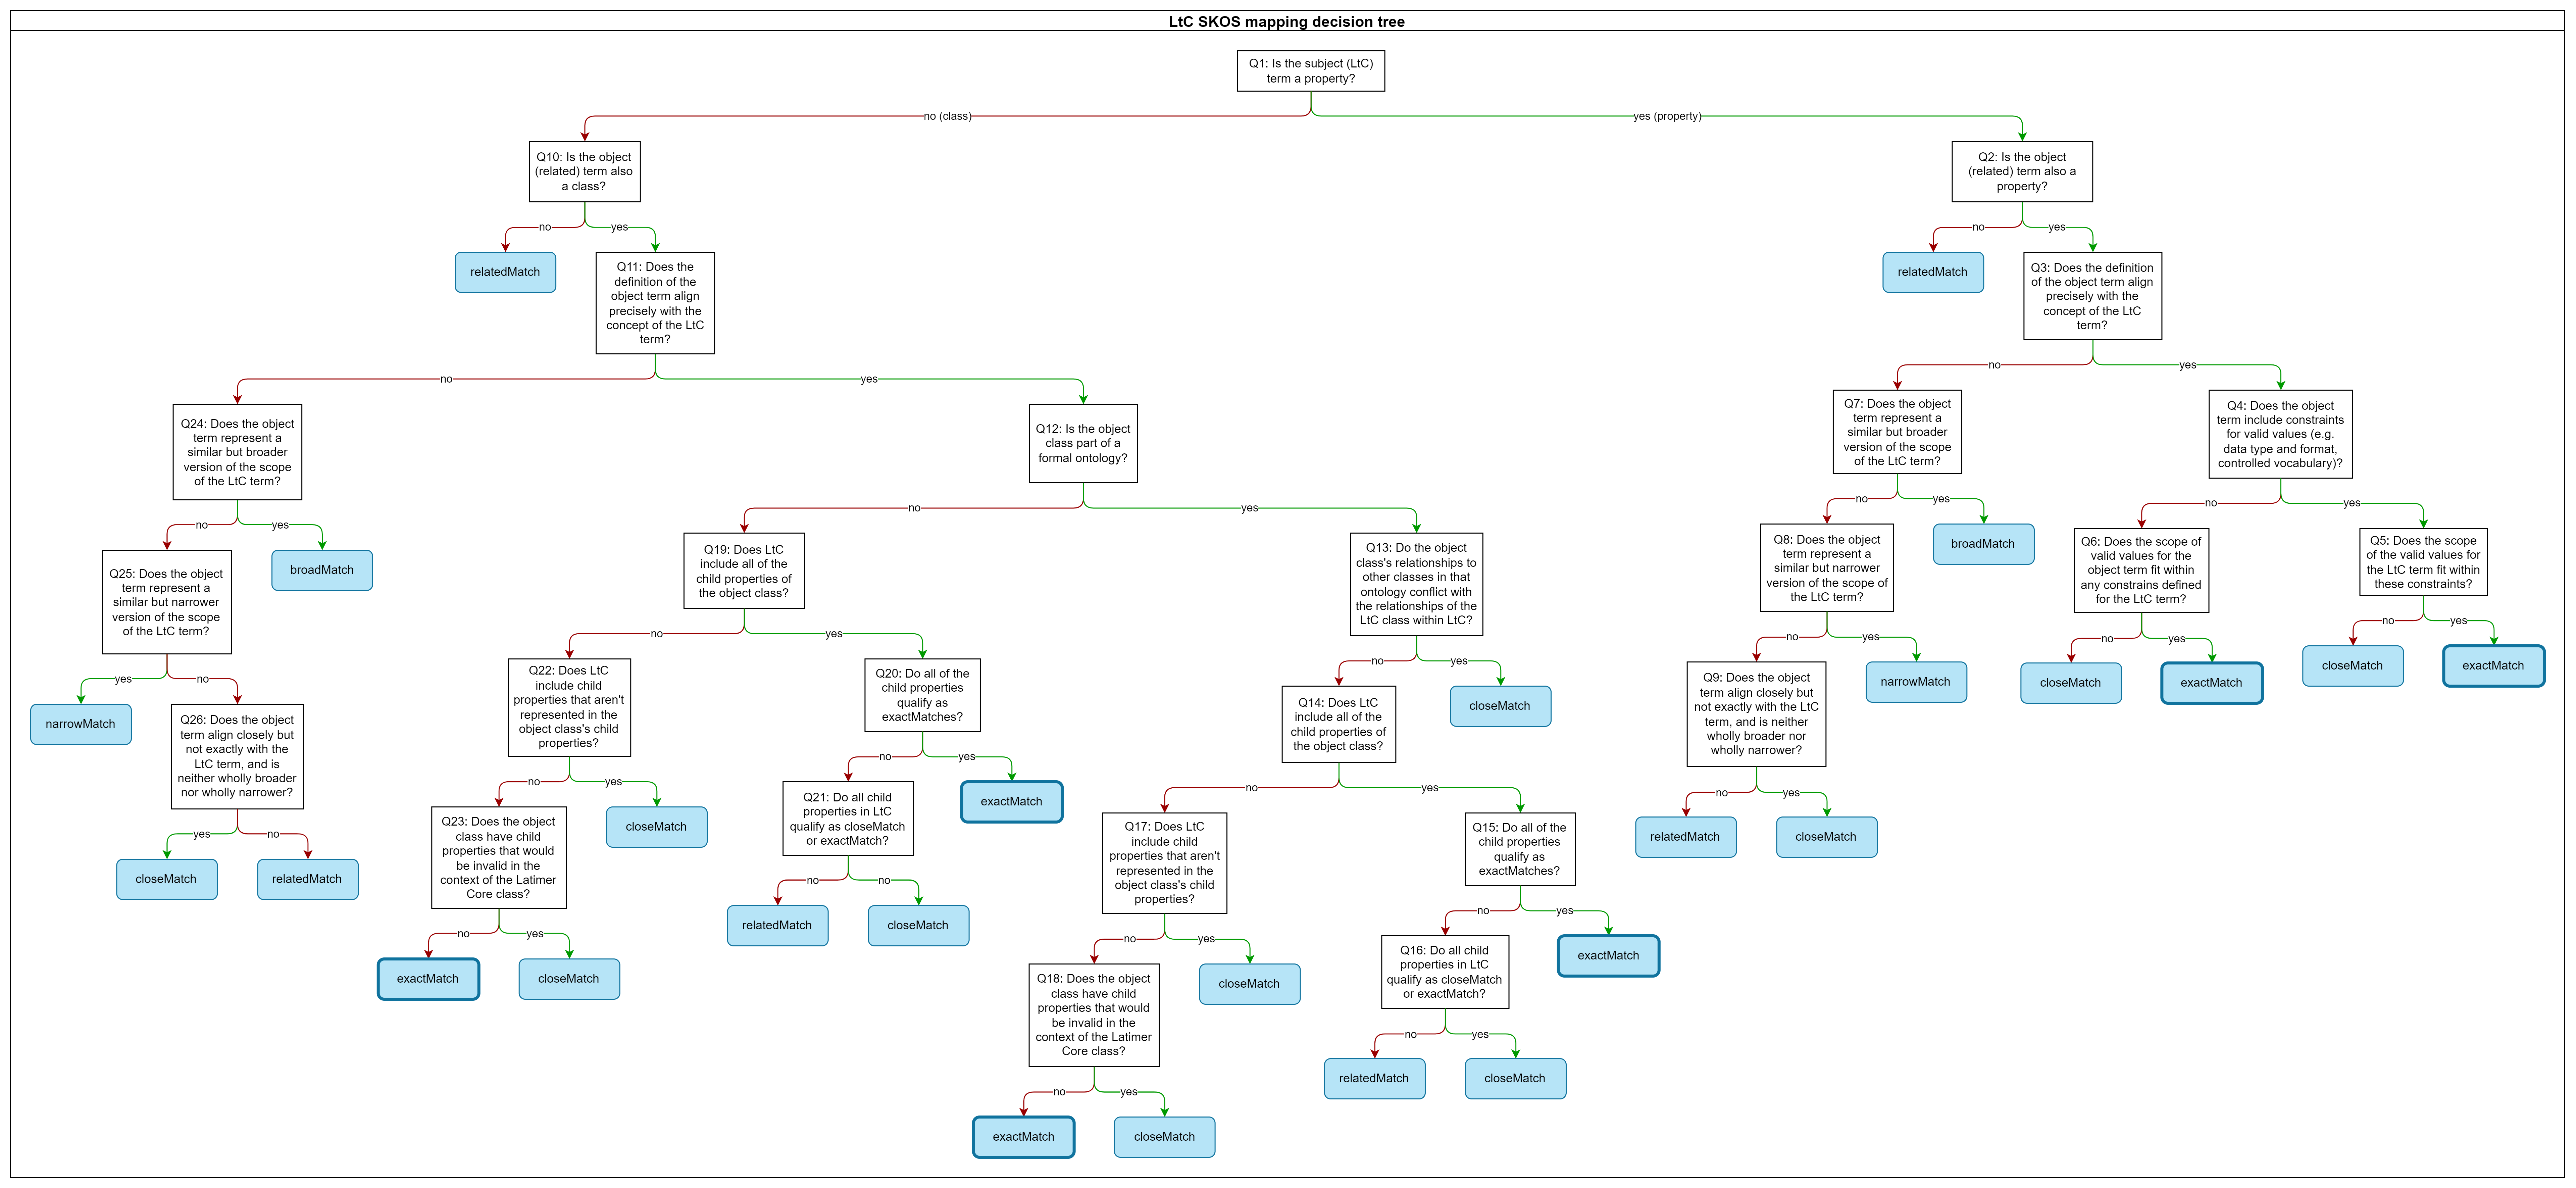 LtC SKOS mapping decision tree
Q1: Is the subject (LtC)
term a property?
no (class)
yes (property)
Q10: Is the object
(related) term also
a class?
no
yes
relatedMatch
Q11: Does the
definition of the
object term align
precisely with the
concept of the LtC
term?
no
yes
Q24: Does the object
term represent a
similar but broader
version of the scope
of the LtC term?
no
yes
broadMatch
Q25: Does the object
term represent a
similar but narrower
version of the scope
of the LtC term?
yes
no
narrowMatch
Q26: Does the object
term align closely but
not exactly with the
LtC term, and is
neither wholly broader
nor wholly narrower?
yes
no
closeMatch
relatedMatch
Q12: Is the object
class part of a
formal ontology?
no
yes
Q19: Does LtC
include all of the
child properties of
the object class?
no
yes
Q22: Does LtC
include child
properties that aren't
represented in the
object class's child
properties?
no
yes
closeMatch
Q23: Does the object
class have child
properties that would
be invalid in the
context of the Latimer
Core class?
no
yes
exactMatch
closeMatch
Q20: Do all of the
child properties
qualify as
exactMatches?
no
yes
exactMatch
Q21: Do all child
properties in LtC
qualify as closeMatch
or exactMatch?
no
no
relatedMatch
closeMatch
Q13: Do the object
class's relationships to
other classes in that
ontology conflict with
the relationships of the
LtC class within LtC?
no
yes
closeMatch
Q14: Does LtC
include all of the
child properties of
the object class?
no
yes
Q17: Does LtC
include child
properties that aren't
represented in the
object class's child
properties?
no
yes
closeMatch
Q18: Does the object
class have child
properties that would
be invalid in the
context of the Latimer
Core class?
no
yes
exactMatch
closeMatch
Q15: Do all of the
child properties
qualify as
exactMatches?
no
yes
exactMatch
Q16: Do all child
properties in LtC
qualify as closeMatch
or exactMatch?
no
yes
relatedMatch
closeMatch
Q2: Is the object
(related) term also a
property?
no
yes
relatedMatch
Q3: Does the definition
of the object term align
precisely with the
concept of the LtC
term?
no
yes
Q7: Does the object
term represent a
similar but broader
version of the scope
of the LtC term?
no
yes
broadMatch
Q8: Does the object
term represent a
similar but narrower
version of the scope of
the LtC term?
no
yes
narrowMatch
Q9: Does the object
term align closely but
not exactly with the LtC
term, and is neither
wholly broader nor
wholly narrower?
no
yes
relatedMatch
closeMatch
Q4: Does the object
term include constraints
for valid values (e.g.
data type and format,
controlled vocabulary)?
no
yes
Q6: Does the scope of
valid values for the
object term fit within
any constrains defined
for the LtC term?
no
yes
closeMatch
exactMatch
Q5: Does the scope
of the valid values for
the LtC term fit within
these constraints?
no
yes
closeMatch
exactMatch